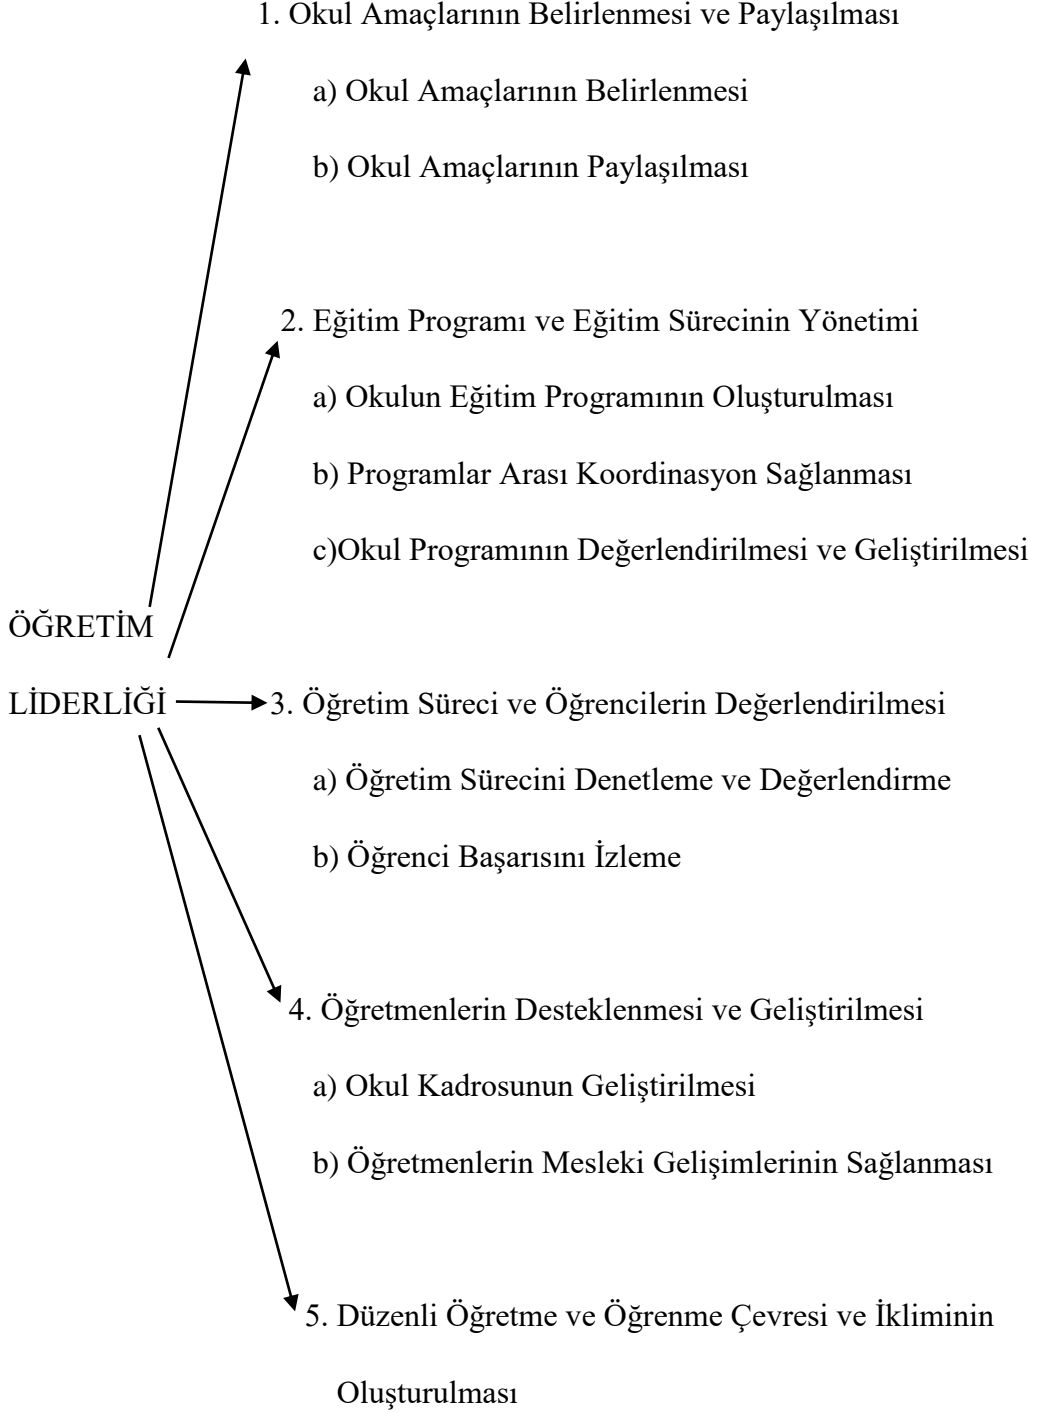 1. Okul Amaçlarının Belirlenmesi ve Paylaşılması
a) Okul Amaçlarının Belirlenmesi
b) Okul Amaçlarının Paylaşılması
2. Eğitim Programı ve Eğitim Sürecinin Yönetimi
a) Okulun Eğitim Programının Oluşturulması
b) Programlar Arası Koordinasyon Sağlanması
c)Okul Programının Değerlendirilmesi ve Geliştirilmesi
ÖĞRETİM
LİDERLİĞİ
3. Öğretim Süreci ve Öğrencilerin Değerlendirilmesi
a) Öğretim Sürecini Denetleme ve Değerlendirme
b) Öğrenci Başarısını İzleme
4. Öğretmenlerin Desteklenmesi ve Geliştirilmesi
a) Okul Kadrosunun Geliştirilmesi
b) Öğretmenlerin Mesleki Gelişimlerinin Sağlanması
5. Düzenli Öğretme ve Öğrenme Çevresi ve İkliminin
Oluşturulması